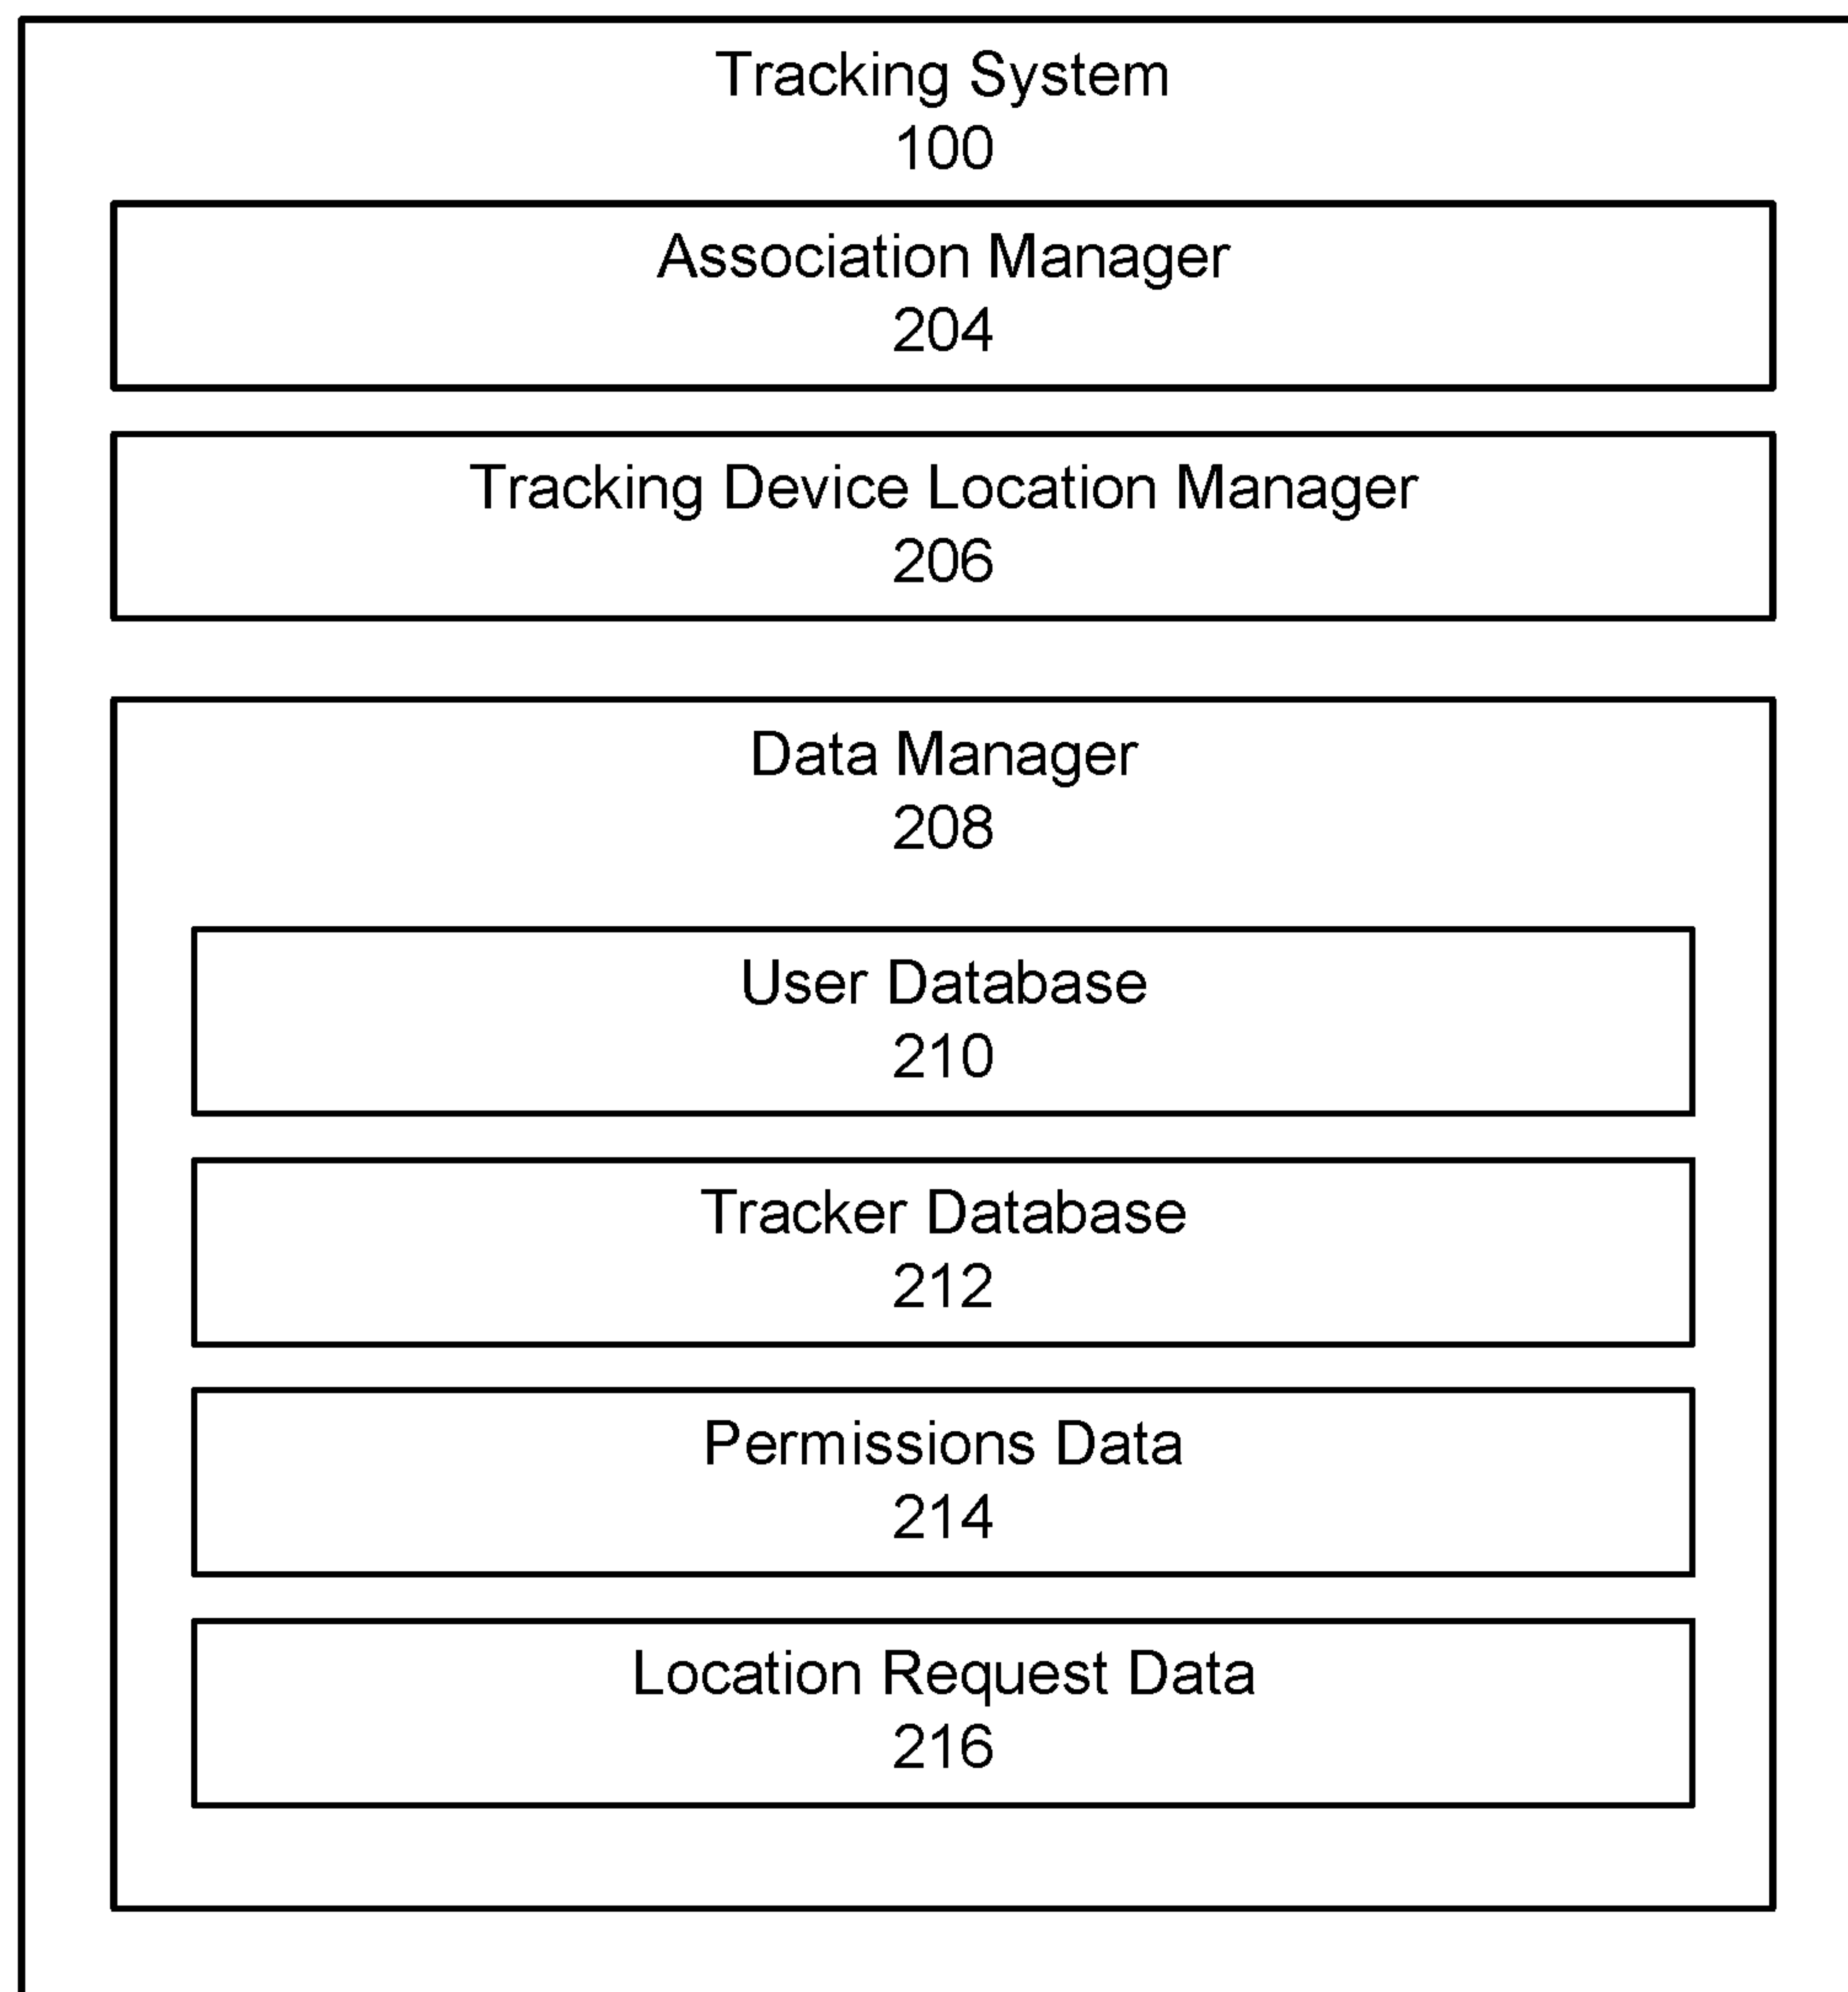 Tracking System
100
Association Manager
204
Tracking Device Location Manager
206
Data Manager
208
User Database
210
Tracker Database
212
Permissions Data
214
Location Request Data
216